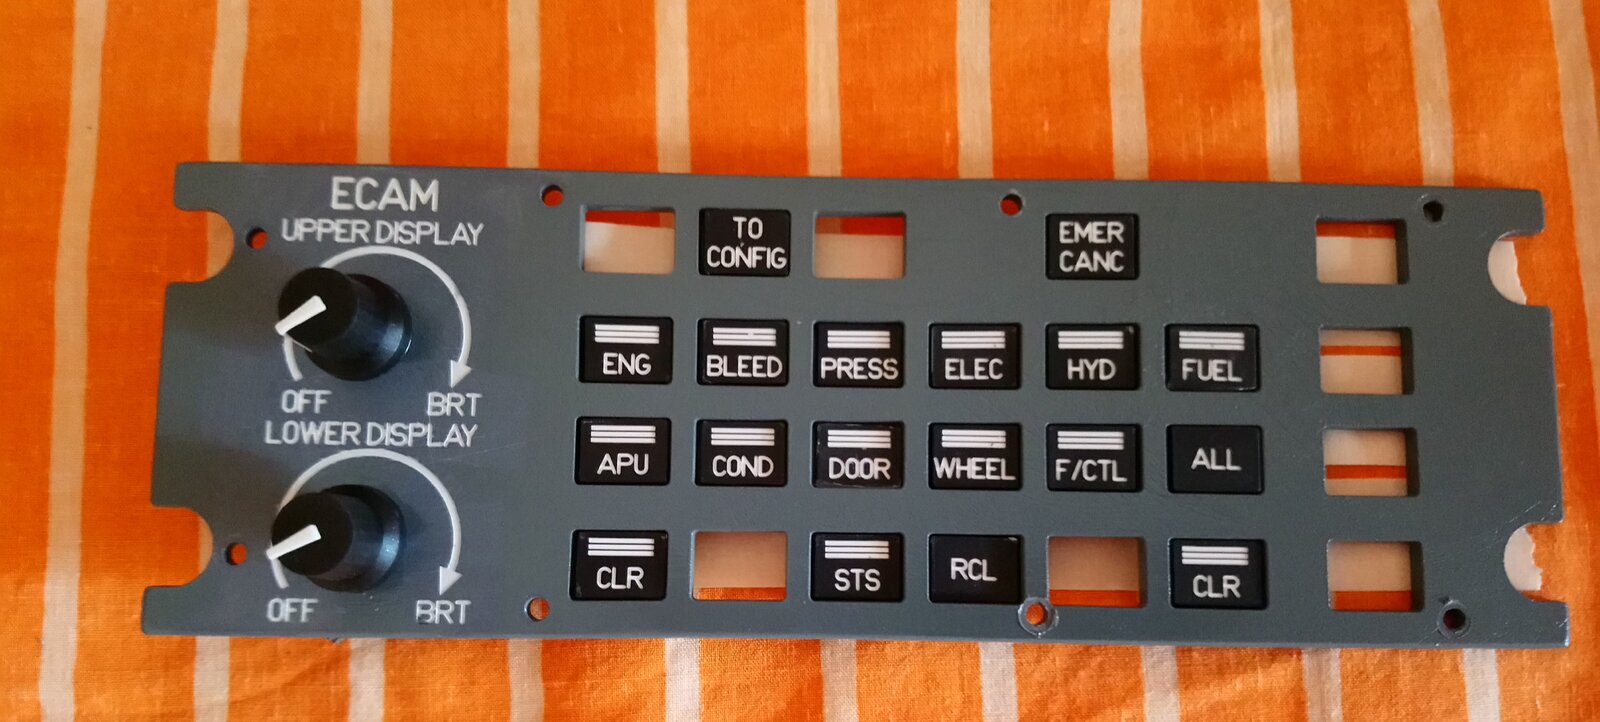 ECAM
UPPER DISPLAY
OFF BRT
LOWER DISPLAY
OFF BRT
TO
CONFIG
EMER
CANC
ENG BLEED PRESS ELEC HYD FUEL
APU COND DOOR WHEEL F/CTL ALL
CLR STS RCL CLR